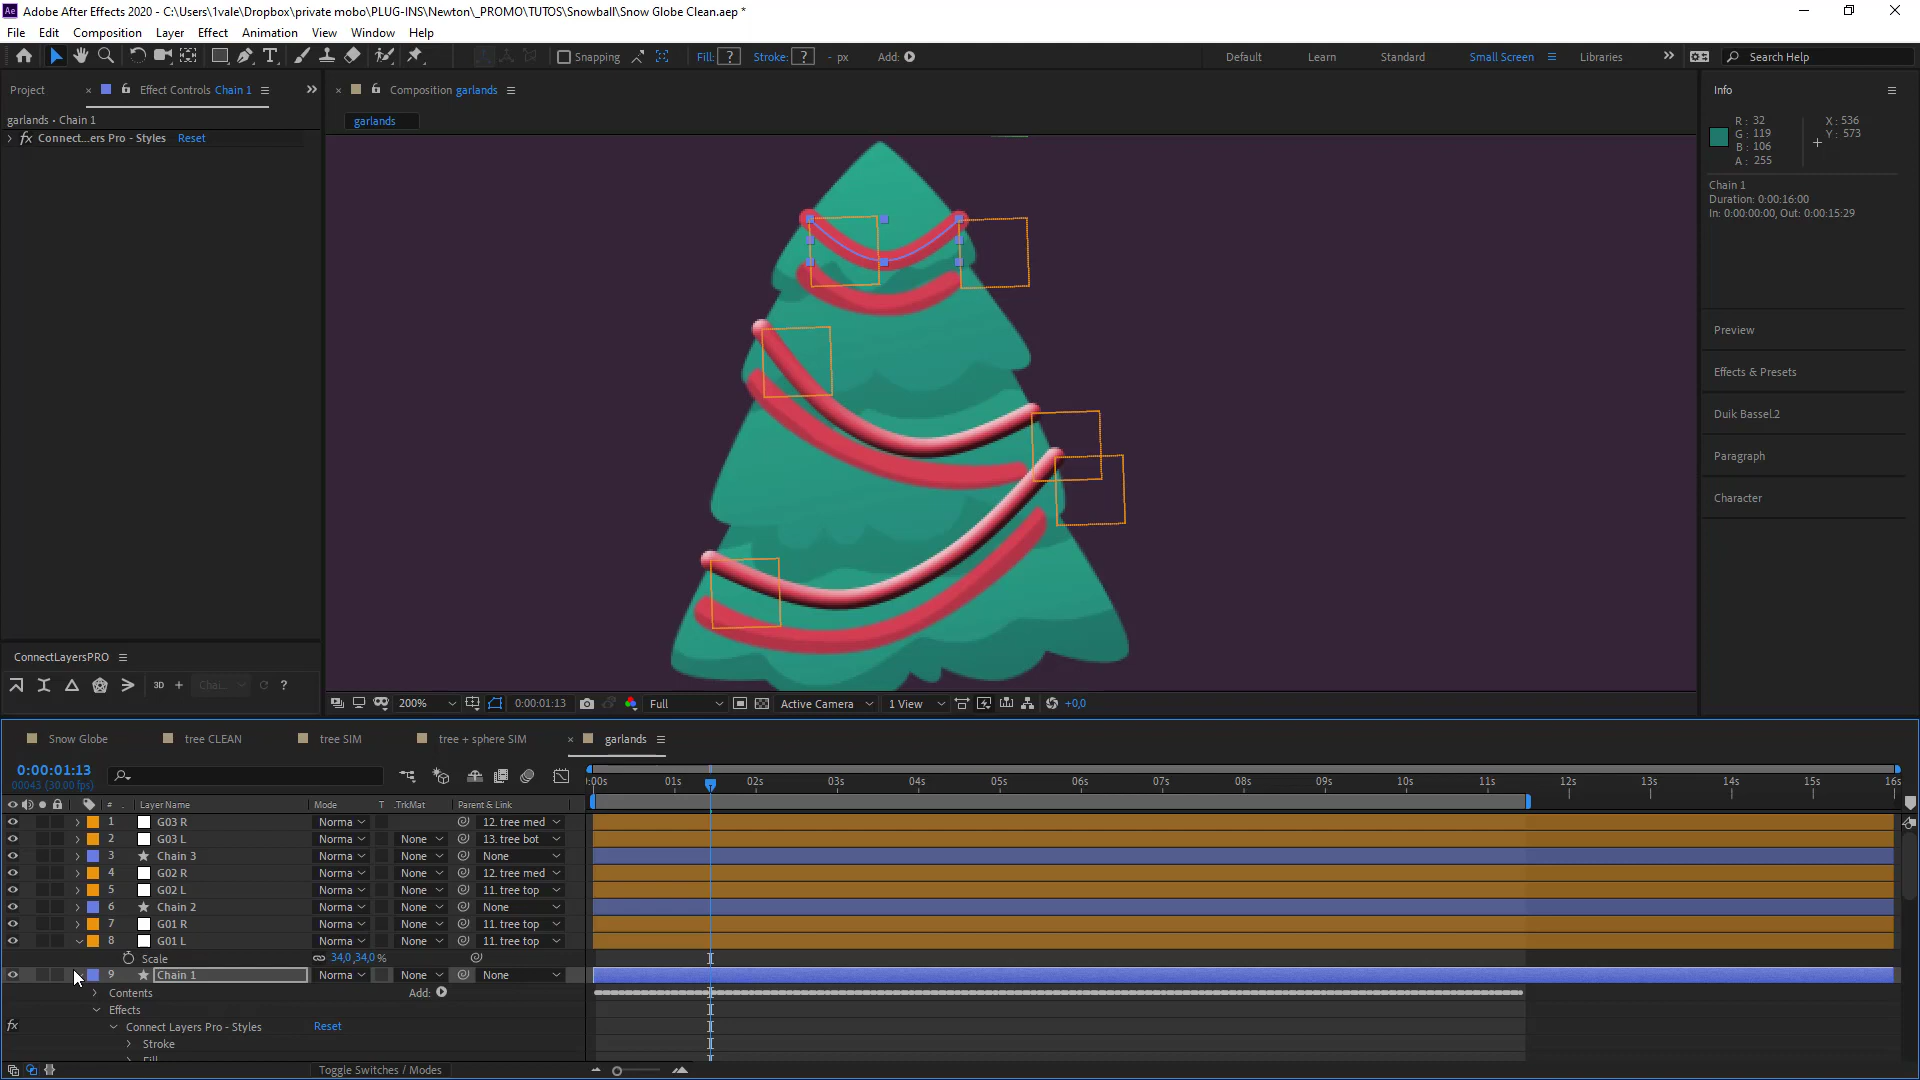 Adobe After Effects 2020 - C:\Users\1vale\Dropbox\private mobo\PLUG-INS\Newton\_PROMO\TUTOS\Snowball\Snow Globe Clean.aep *
File Edit Composition Layer Effect Animation View Window Help
Snapping Fill: ? Stroke: ? - px Add: Default Learn Standard Small Screen Libraries Search Help
Project Effect Controls Chain 1 Composition garlands Info
garlands • Chain 1
garlands
fx Connect...ers Pro - Styles Reset
R : 32 X : 536
G : 119 Y : 573
B : 106
A : 255
Chain 1
Duration: 0:00:16:00
In: 0:00:00:00, Out: 0:00:15:29
Preview
Effects & Presets
Duik Bassel.2
Paragraph
Character
ConnectLayersPRO
3D + Chai... ?
200% 0:00:01:13 Full Active Camera 1 View +0,0
Snow Globe tree CLEAN tree SIM tree + sphere SIM garlands
0:00:01:13
00043 (30.00 fps)
:00s 01s 02s 03s 04s 05s 06s 07s 08s 09s 10s 11s 12s 13s 14s 15s 16s
# Layer Name Mode T .TrkMat Parent & Link
1 G03 R Norma 12. tree med
2 G03 L Norma None 13. tree bot
3 Chain 3 Norma None None
4 G02 R Norma None 12. tree med
5 G02 L Norma None 11. tree top
6 Chain 2 Norma None None
7 G01 R Norma None 11. tree top
8 G01 L Norma None 11. tree top
Scale 34,0,34,0 %
9 Chain 1 Norma None None
Contents Add:
Effects
fx Connect Layers Pro - Styles Reset
Stroke
Fill
Toggle Switches / Modes